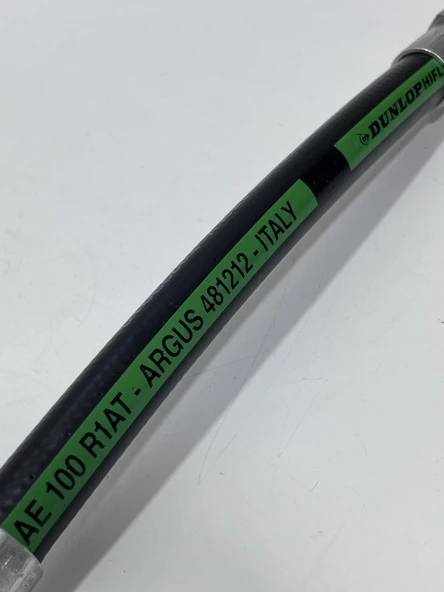 AE 100 R1AT - ARGUS 481212 - ITALY
DUNLOP HIFL